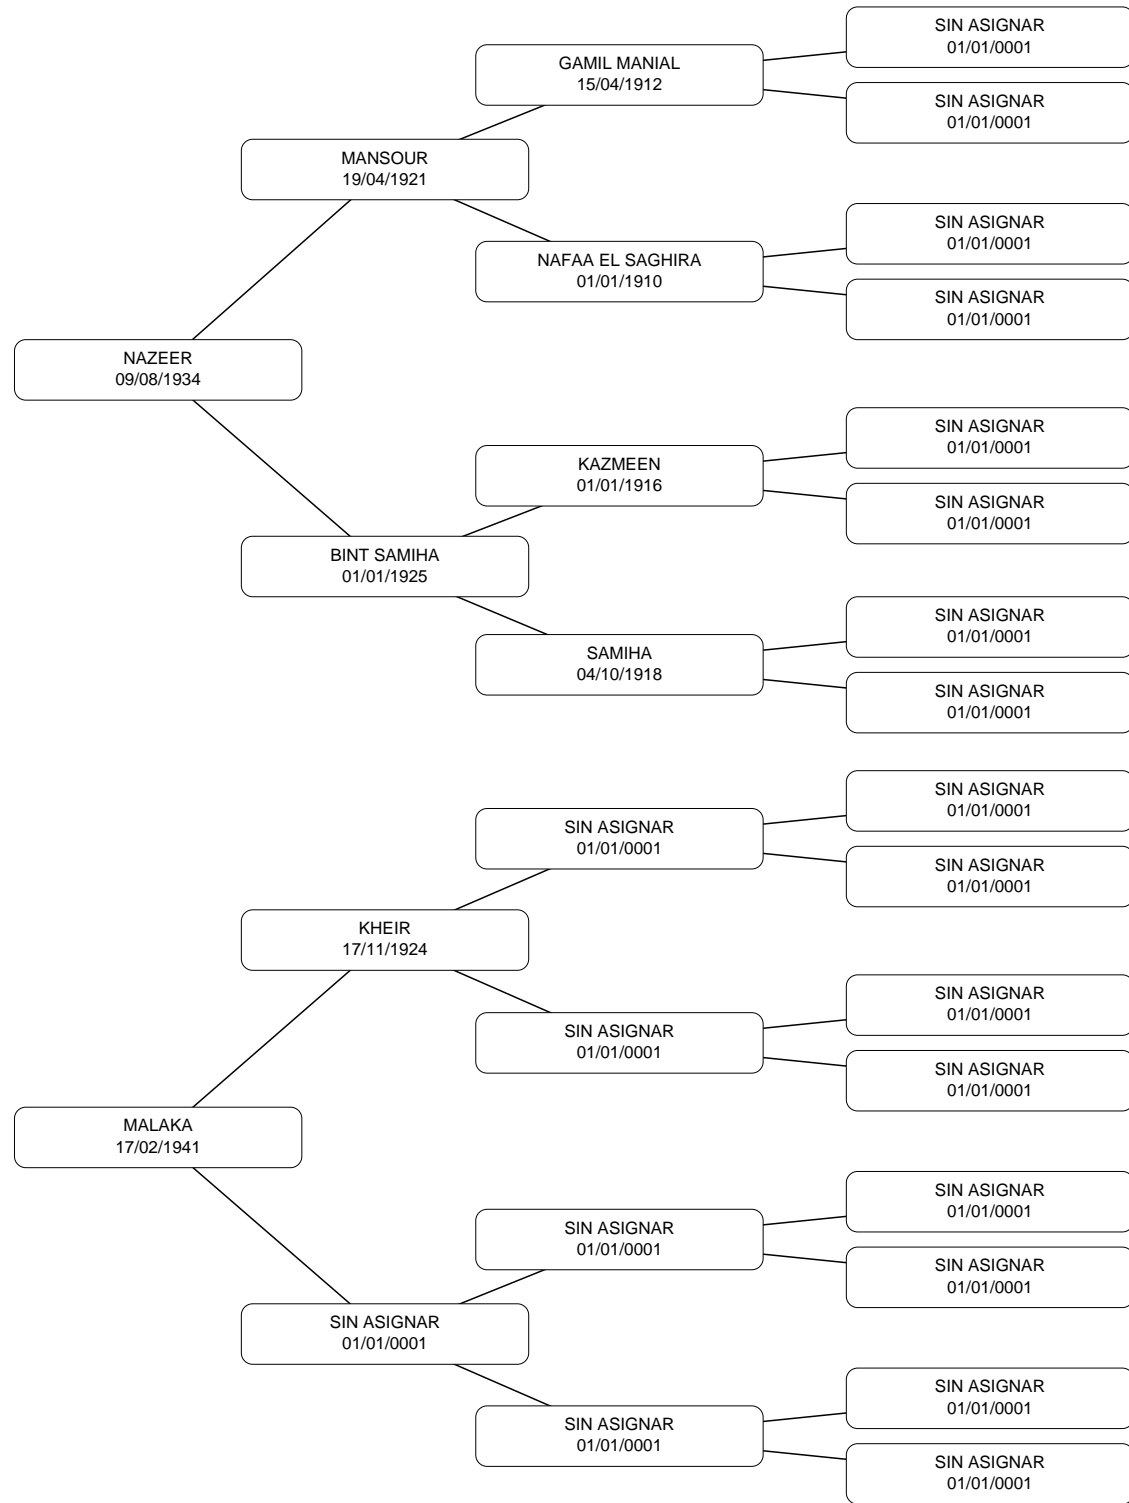 SIN ASIGNAR
01/01/0001
GAMIL MANIAL
15/04/1912
SIN ASIGNAR
01/01/0001
MANSOUR
19/04/1921
SIN ASIGNAR
01/01/0001
NAFAA EL SAGHIRA
01/01/1910
SIN ASIGNAR
01/01/0001
NAZEER
09/08/1934
SIN ASIGNAR
01/01/0001
KAZMEEN
01/01/1916
SIN ASIGNAR
01/01/0001
BINT SAMIHA
01/01/1925
SIN ASIGNAR
01/01/0001
SAMIHA
04/10/1918
SIN ASIGNAR
01/01/0001
SIN ASIGNAR
01/01/0001
SIN ASIGNAR
01/01/0001
SIN ASIGNAR
01/01/0001
KHEIR
17/11/1924
SIN ASIGNAR
01/01/0001
SIN ASIGNAR
01/01/0001
SIN ASIGNAR
01/01/0001
MALAKA
17/02/1941
SIN ASIGNAR
01/01/0001
SIN ASIGNAR
01/01/0001
SIN ASIGNAR
01/01/0001
SIN ASIGNAR
01/01/0001
SIN ASIGNAR
01/01/0001
SIN ASIGNAR
01/01/0001
SIN ASIGNAR
01/01/0001